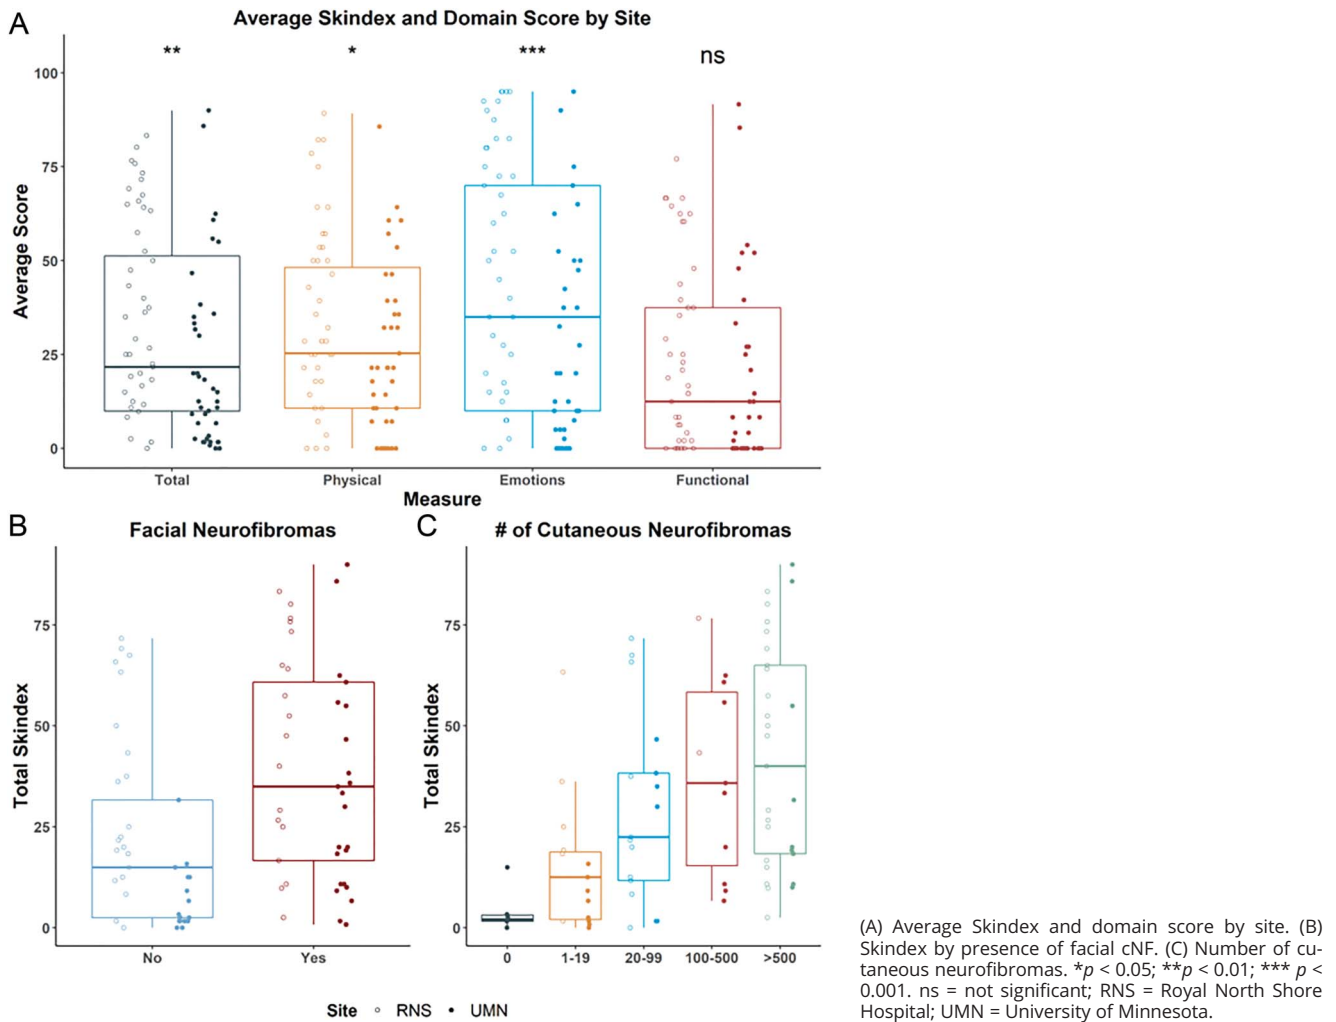 A
Average Skindex and Domain Score by Site
** * *** ns
Average Score
100
75
50
25
0
Total Physical Emotions Functional
Measure
B
Facial Neurofibromas
Total Skindex
75
50
25
0
No Yes
C
# of Cutaneous Neurofibromas
Total Skindex
75
50
25
0
0 1-19 20-99 100-500 >500
Site RNS UMN
(A) Average Skindex and domain score by site. (B)
Skindex by presence of facial cNF. (C) Number of cu-
taneous neurofibromas. *p < 0.05; **p < 0.01; *** p <
0.001. ns = not significant; RNS = Royal North Shore
Hospital; UMN = University of Minnesota.